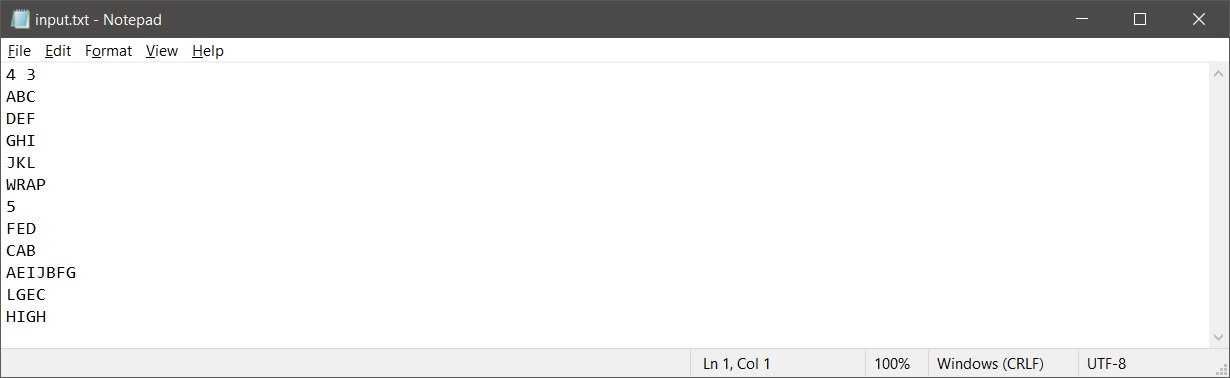 input.txt - Notepad
File Edit Format View Help
4 3
ABC
DEF
GHI
JKL
WRAP
5
FED
CAB
AEIJBFG
LGEC
HIGH
Ln 1, Col 1 100% Windows (CRLF) UTF-8